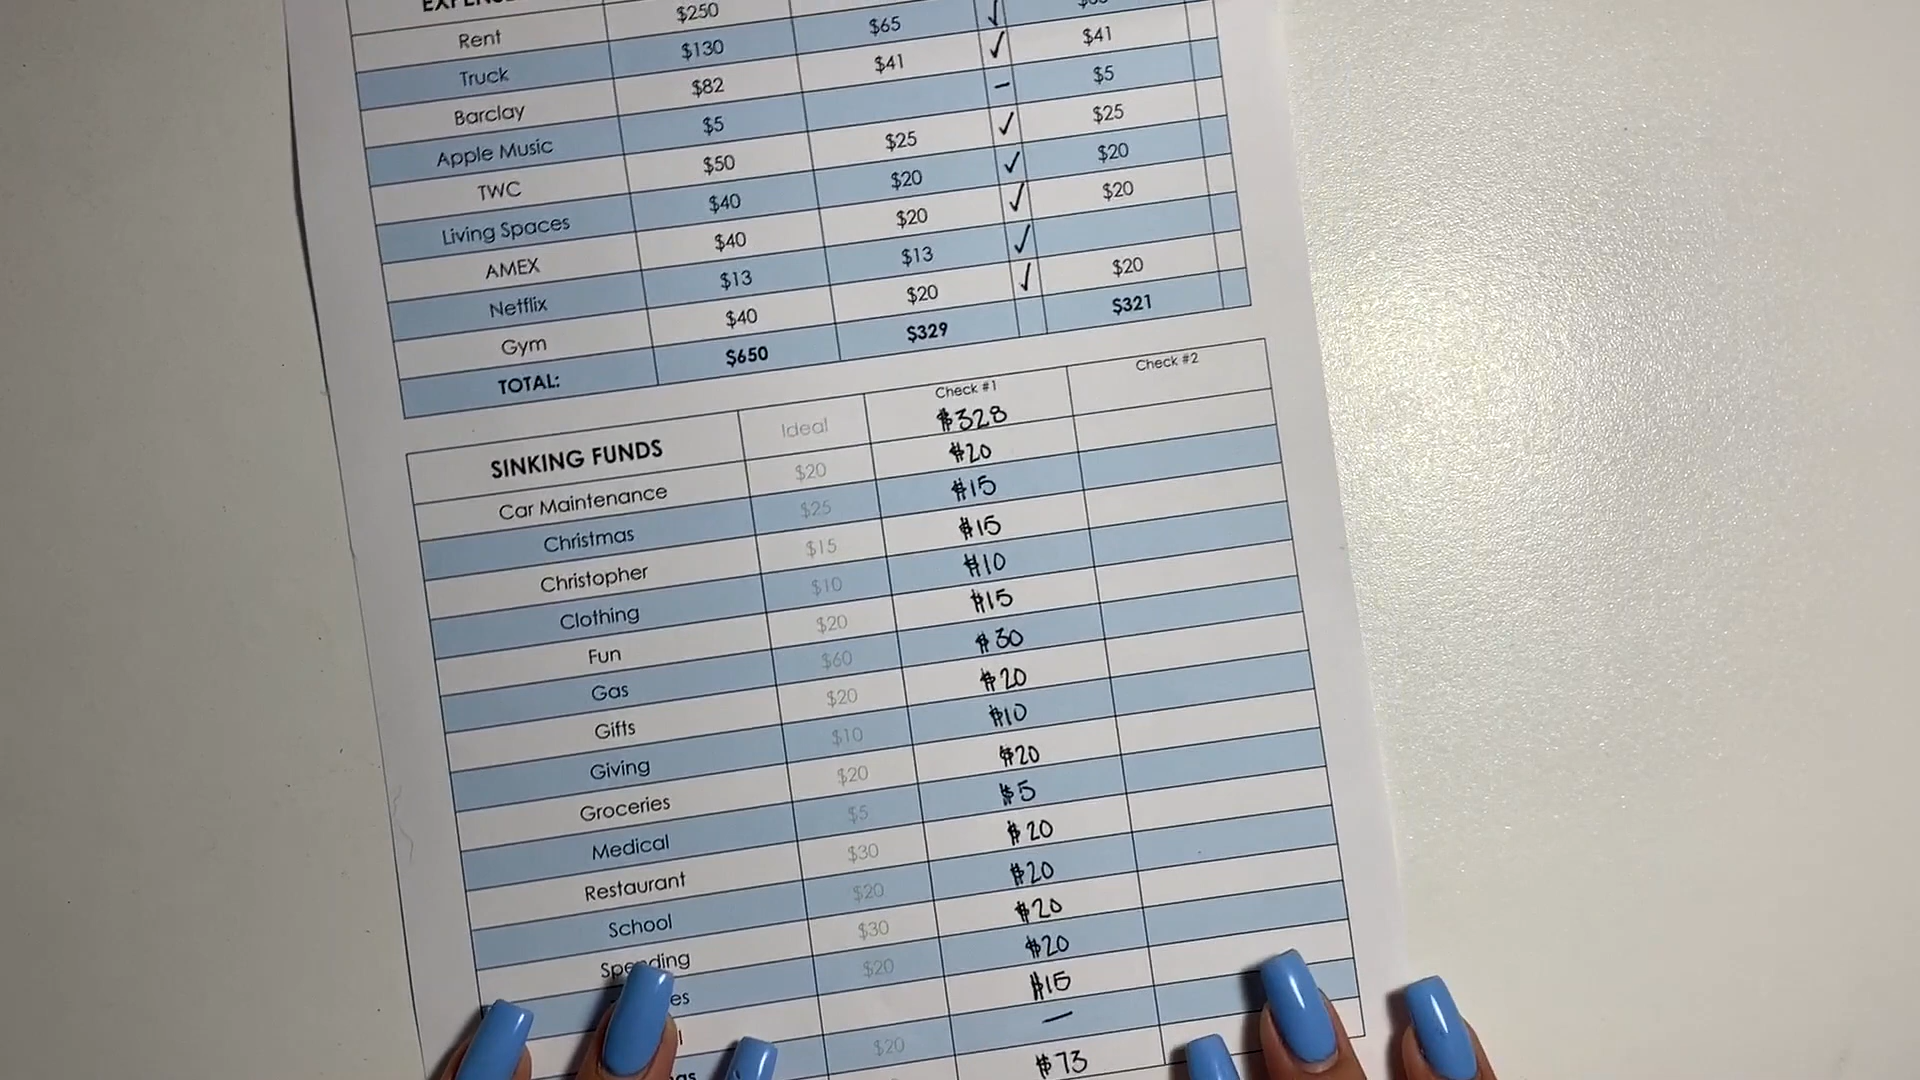 Rent $250
Truck $130 $65 ✓
Barclay $82 $41 ✓ $41
Apple Music $5 – $5
TWC $50 $25 ✓ $25
Living Spaces $40 $20 ✓ $20
AMEX $40 $20 ✓ $20
Netflix $13 $13 ✓
Gym $40 $20 ✓ $20
TOTAL: $650 $329 $321
SINKING FUNDS Ideal Check #1 Check #2
$328
Car Maintenance $20 $20
Christmas $25 $15
Christopher $15 $15
Clothing $10 $10
Fun $20 $15
Gas $60 $30
Gifts $20 $20
Giving $10 $10
Groceries $20 $20
Medical $5 $5
Restaurant $30 $20
School $20 $20
Spending $30 $20
$20 $20
$15
$20 –
$73